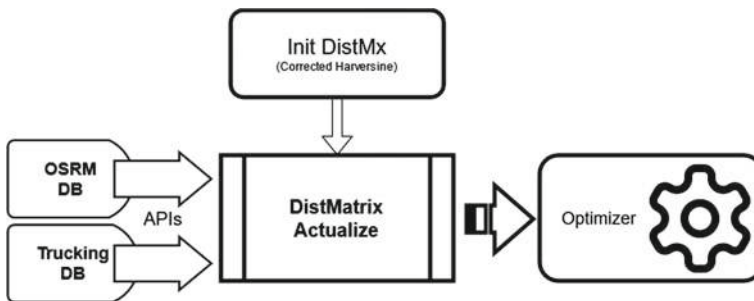 Init DistMx
(Corrected Harversine)
OSRM
DB
APIs
Trucking
DB
DistMatrix
Actualize
Optimizer